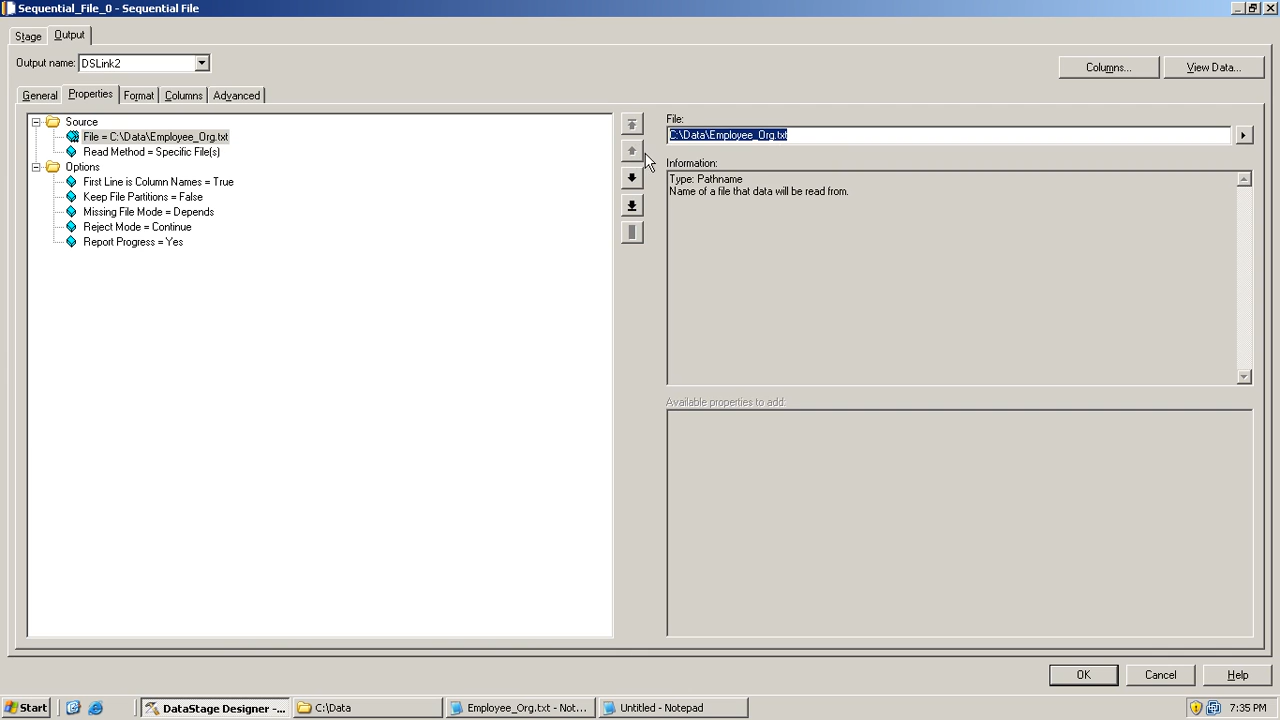 Sequential_File_0 - Sequential File
Stage Output
Output name: DSLink2
Columns... View Data...
General Properties Format Columns Advanced
Source
File = C:\Data\Employee_Org.txt
Read Method = Specific File(s)
Options
First Line is Column Names = True
Keep File Partitions = False
Missing File Mode = Depends
Reject Mode = Continue
Report Progress = Yes
File:
C:\Data\Employee_Org.txt
Information:
Type: Pathname
Name of a file that data will be read from.
Available properties to add:
OK Cancel Help
Start DataStage Designer -... C:\Data Employee_Org.txt - Not... Untitled - Notepad 7:35 PM